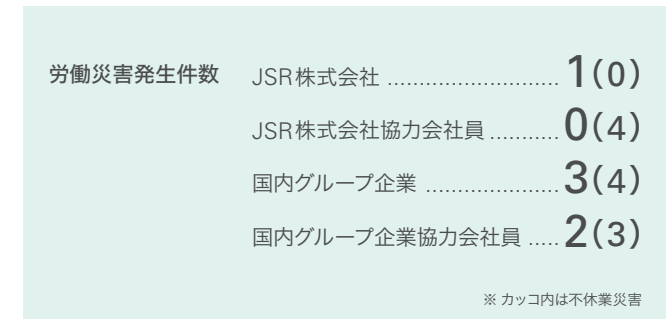 労働災害発生件数 JSR株式会社 ........................... 1(0)
JSR株式会社協力会社員 ........... 0(4)
国内グループ企業 ..................... 3(4)
国内グループ企業協力会社員 ..... 2(3)
※ カッコ内は不休業災害